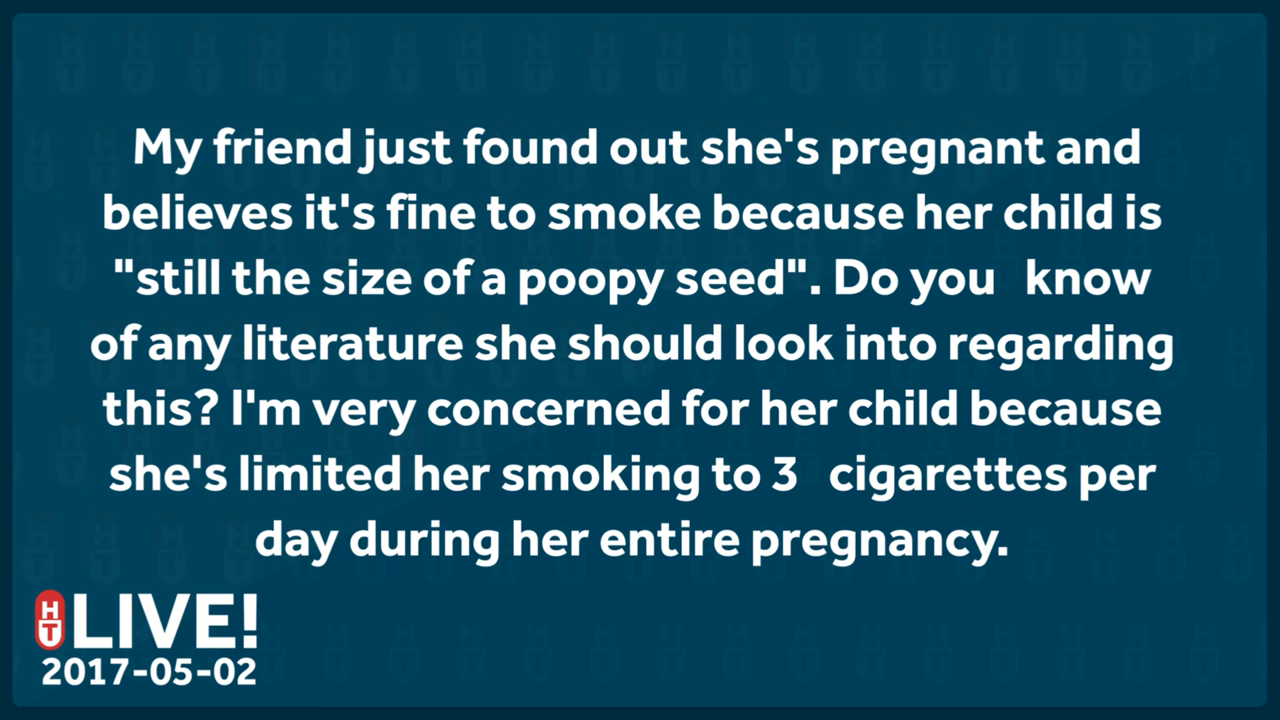 My friend just found out she's pregnant and
believes it's fine to smoke because her child is
"still the size of a poopy seed". Do you know
of any literature she should look into regarding
this? I'm very concerned for her child because
she's limited her smoking to 3 cigarettes per
day during her entire pregnancy.
HT LIVE!
2017-05-02